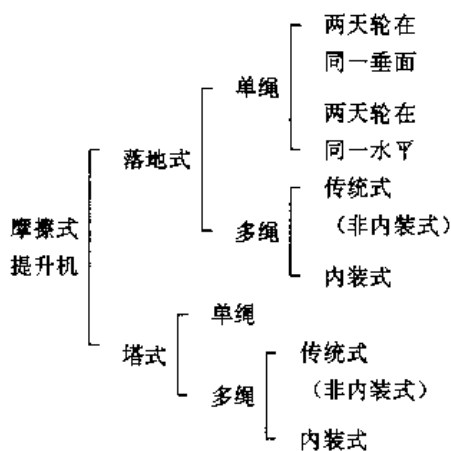 两天轮在
同一垂面
单绳
两天轮在
同一水平
落地式
传统式
（非内装式）
多绳
内装式
摩擦式
提升机
单绳
塔式
传统式
（非内装式）
多绳
内装式